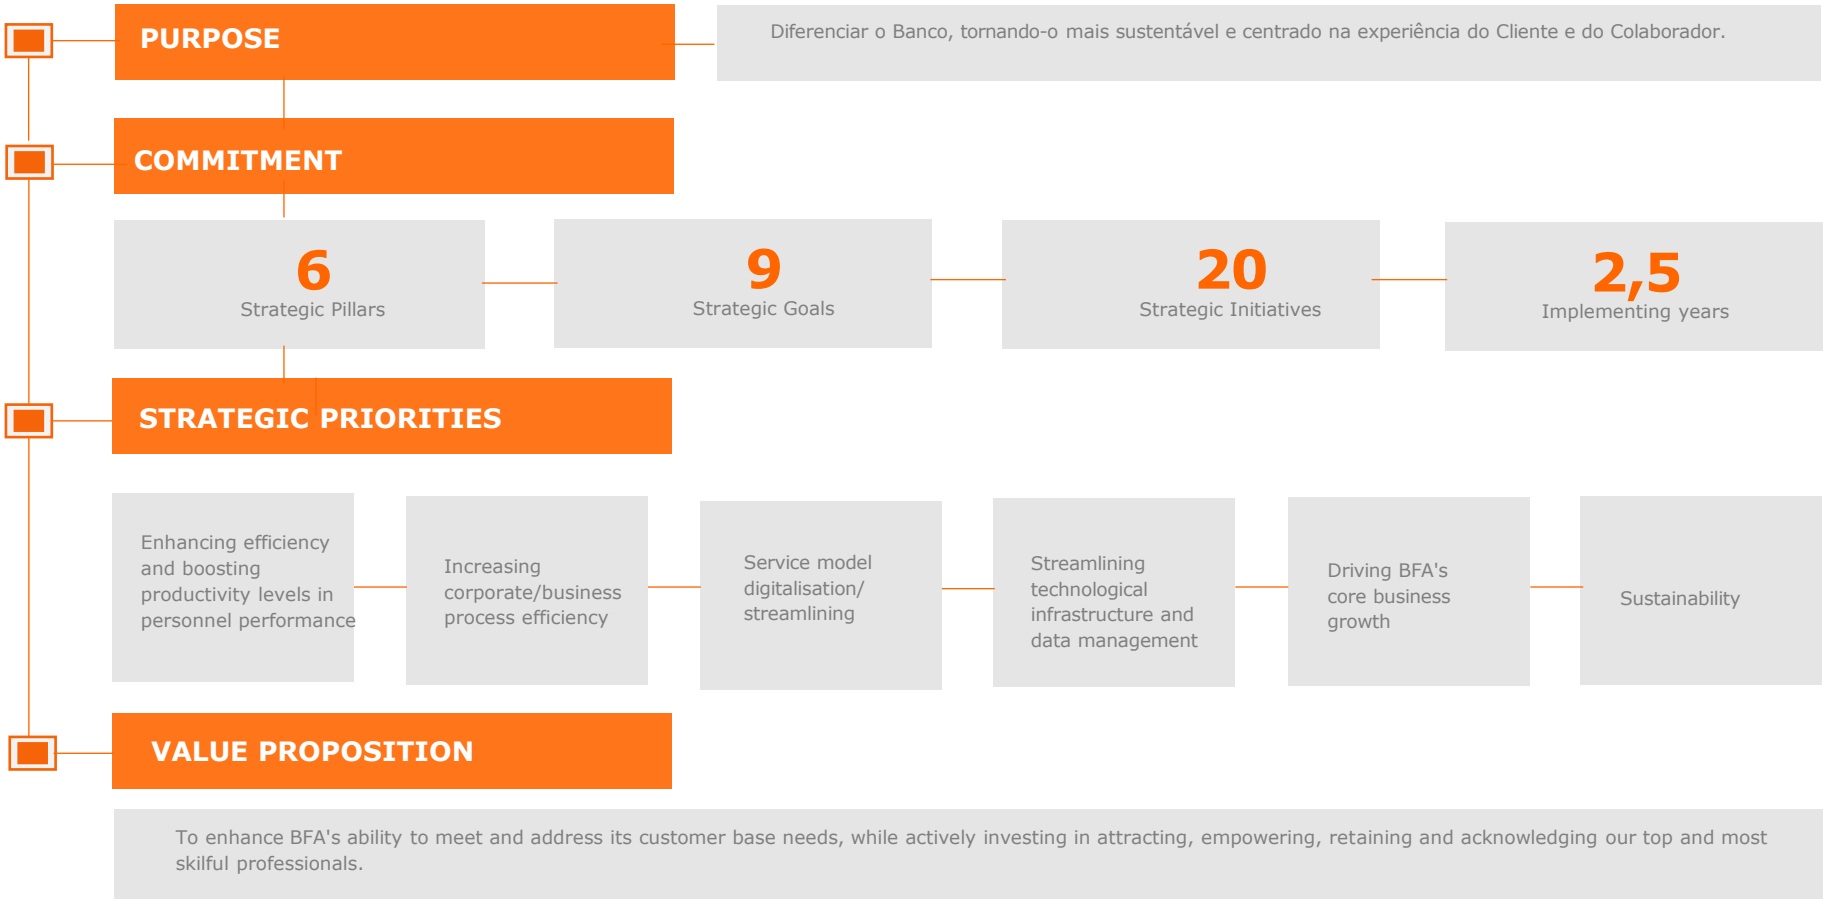 PURPOSE
Diferenciar o Banco, tornando-o mais sustentável e centrado na experiência do Cliente e do Colaborador.
COMMITMENT
6
Strategic Pillars
9
Strategic Goals
20
Strategic Initiatives
2,5
Implementing years
STRATEGIC PRIORITIES
Enhancing efficiency
and boosting
productivity levels in
personnel performance
Increasing
corporate/business
process efficiency
Service model
digitalisation/
streamlining
Streamlining
technological
infrastructure and
data management
Driving BFA's
core business
growth
Sustainability
VALUE PROPOSITION
To enhance BFA's ability to meet and address its customer base needs, while actively investing in attracting, empowering, retaining and acknowledging our top and most
skilful professionals.